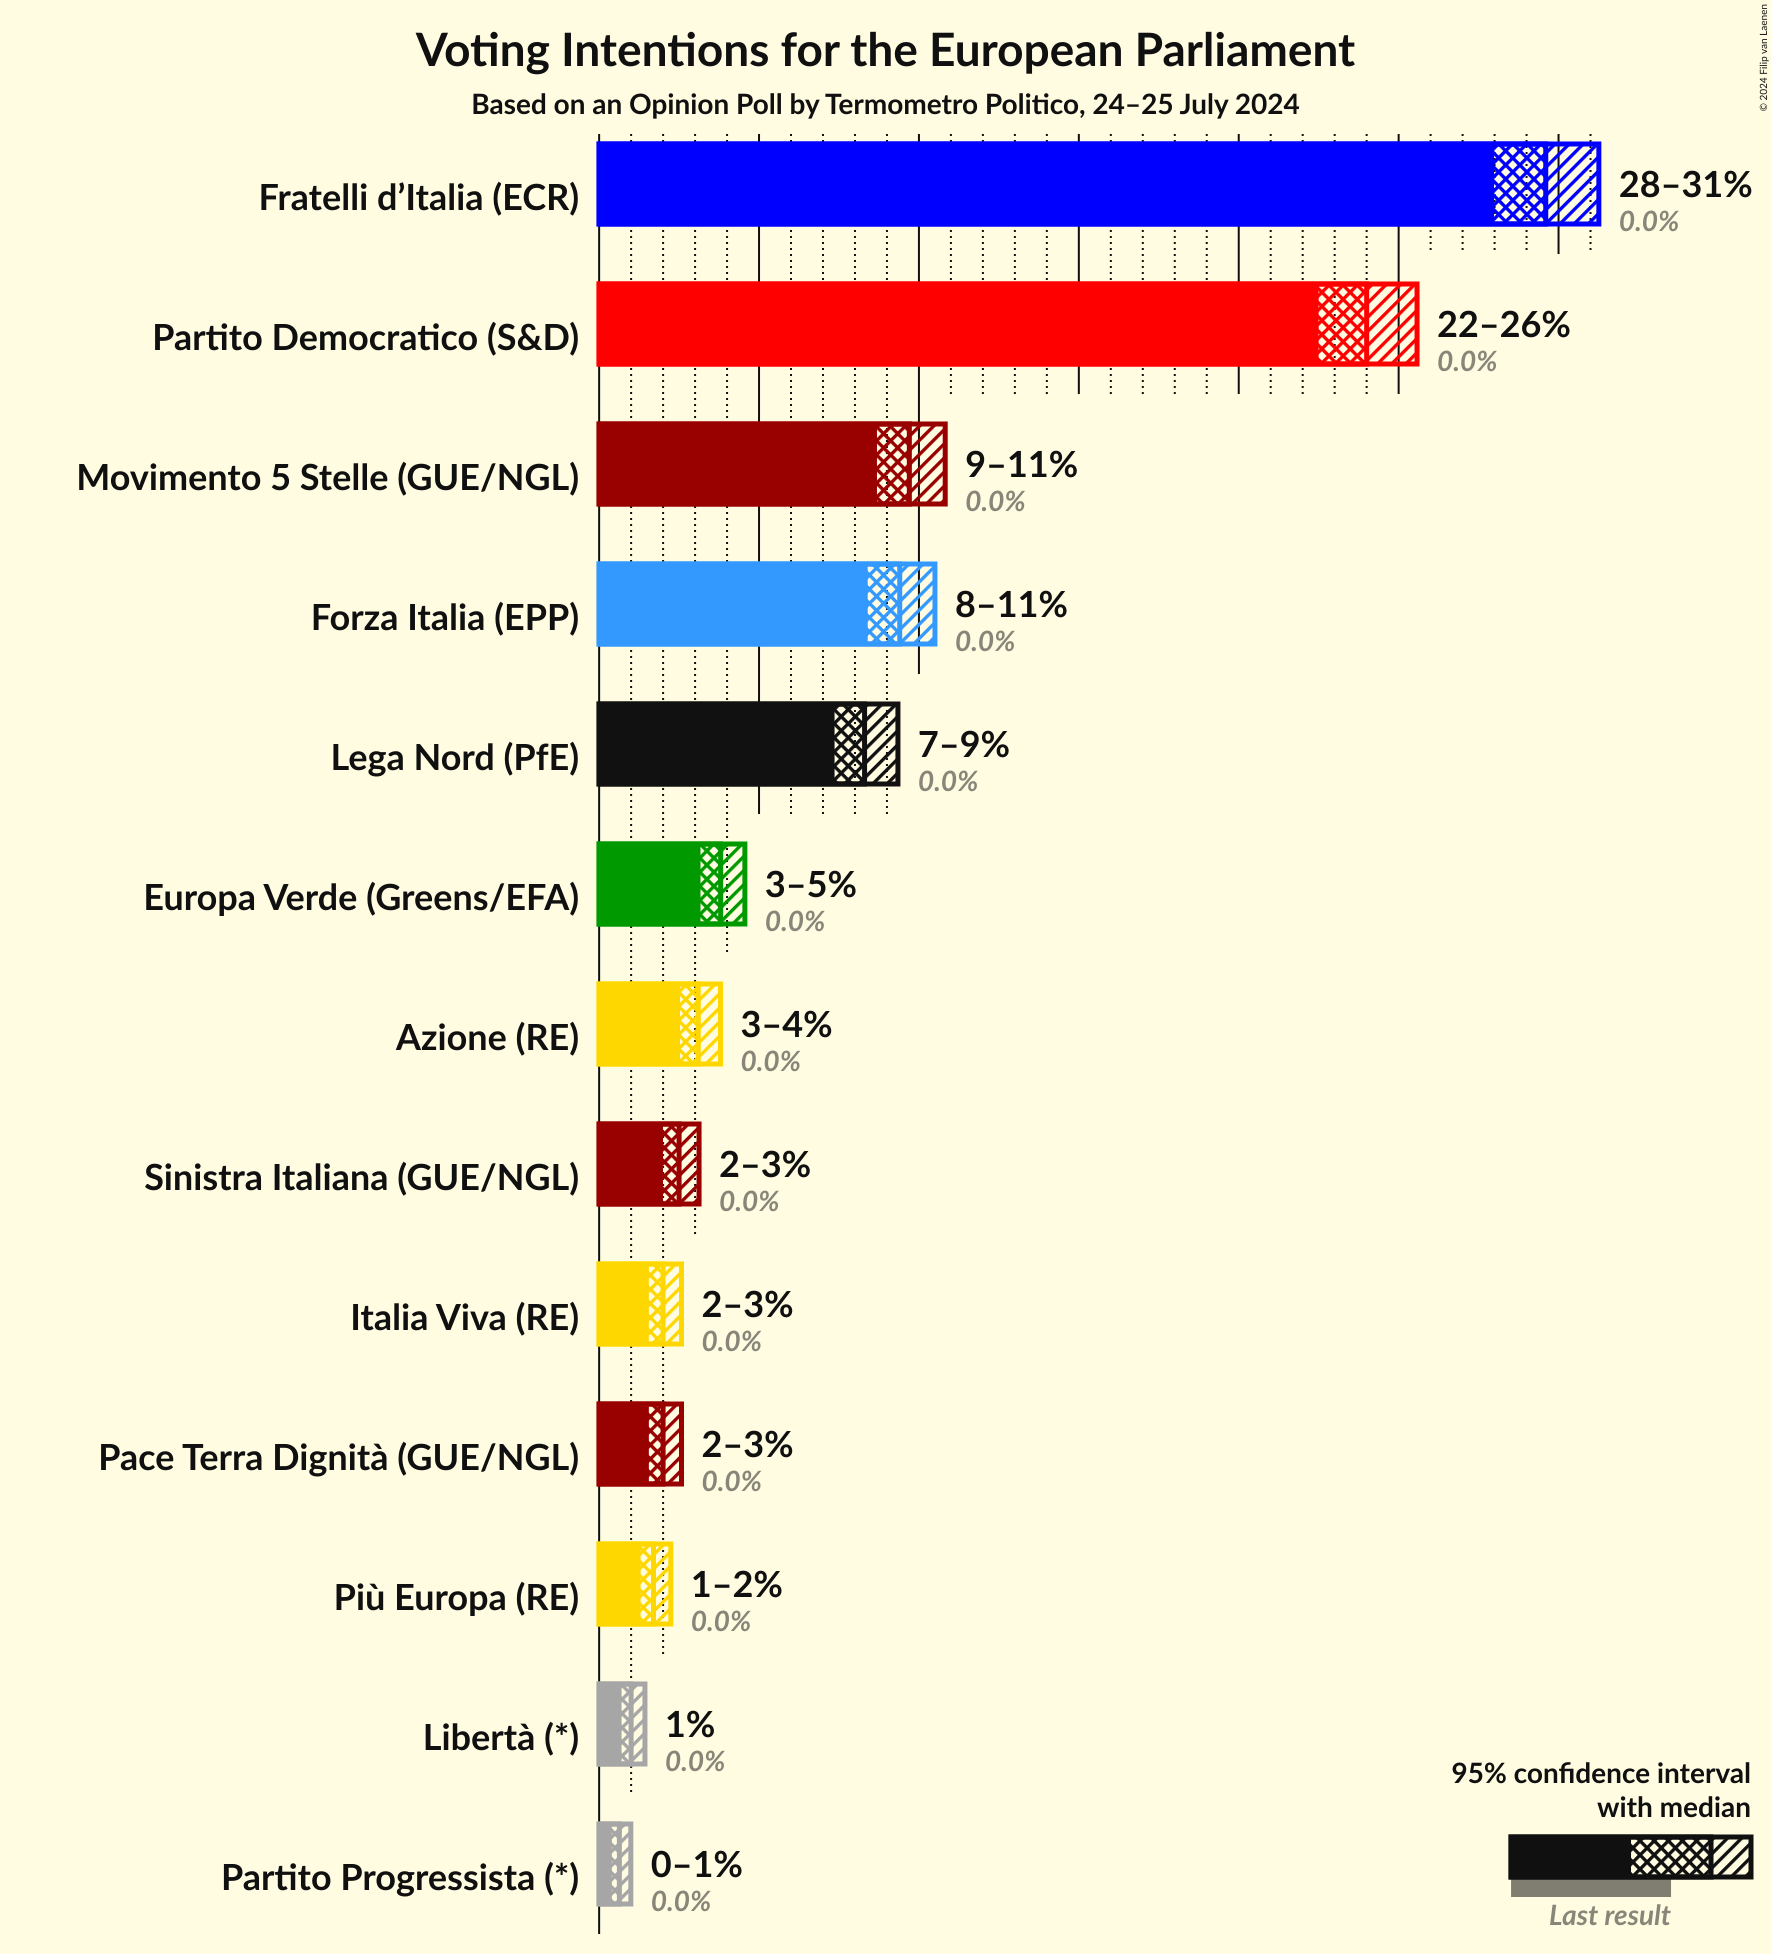 Voting Intentions for the European Parliament
Based on an Opinion Poll by Termometro Politico, 24–25 July 2024
© 2024 Filip van Laenen
Fratelli d’Italia (ECR)
28–31%
0.0%
Partito Democratico (S&D)
22–26%
0.0%
Movimento 5 Stelle (GUE/NGL)
9–11%
0.0%
Forza Italia (EPP)
8–11%
0.0%
Lega Nord (PfE)
7–9%
0.0%
Europa Verde (Greens/EFA)
3–5%
0.0%
Azione (RE)
3–4%
0.0%
Sinistra Italiana (GUE/NGL)
2–3%
0.0%
Italia Viva (RE)
2–3%
0.0%
Pace Terra Dignità (GUE/NGL)
2–3%
0.0%
Più Europa (RE)
1–2%
0.0%
Libertà (*)
1%
0.0%
Partito Progressista (*)
0–1%
0.0%
95% confidence interval
with median
Last result